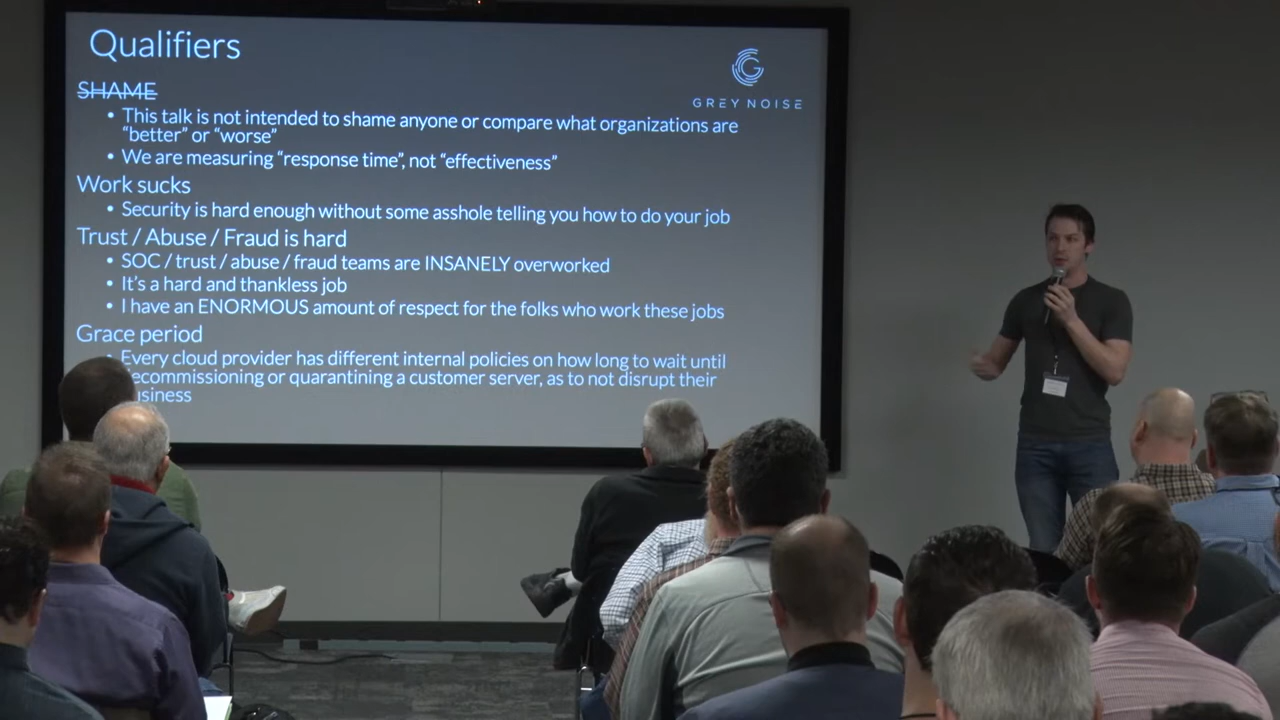 Qualifiers
GREY NOISE
SHAME
• This talk is not intended to shame anyone or compare what organizations are
"better" or "worse"
• We are measuring "response time", not "effectiveness"
Work sucks
• Security is hard enough without some asshole telling you how to do your job
Trust / Abuse / Fraud is hard
• SOC / trust / abuse / fraud teams are INSANELY overworked
• It's a hard and thankless job
• I have an ENORMOUS amount of respect for the folks who work these jobs
Grace period
• Every cloud provider has different internal policies on how long to wait until
ecommissioning or quarantining a customer server, as to not disrupt their
usiness